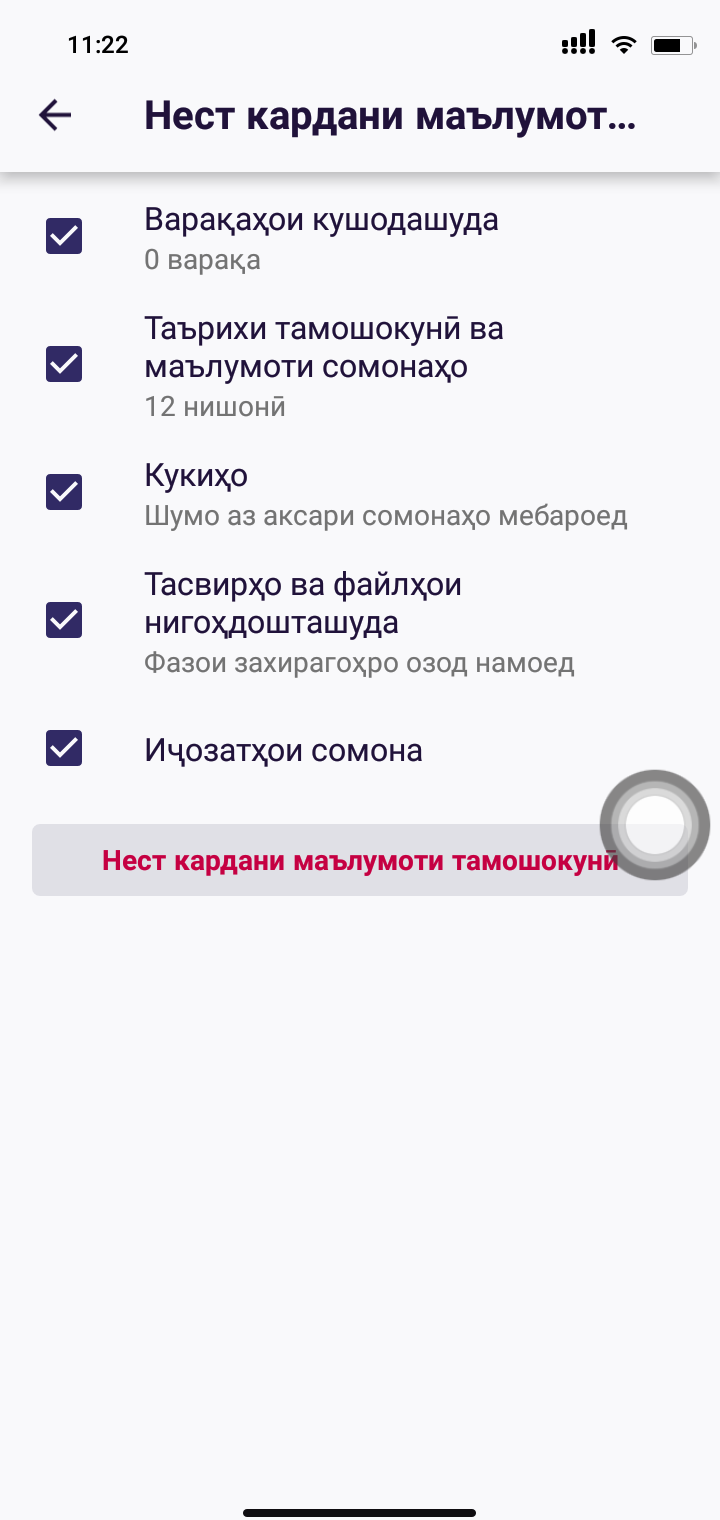 11:22
Нест кардани маълумот...
Варақаҳои кушодашуда
0 варақа
Таърихи тамошокунӣ ва
маълумоти сомонаҳо
12 нишонӣ
Кукиҳо
Шумо аз аксари сомонаҳо мебароед
Тасвирҳо ва файлҳои
нигоҳдошташуда
Фазои захирагоҳро озод намоед
Иҷозатҳои сомона
Нест кардани маълумоти тамошокунӣ